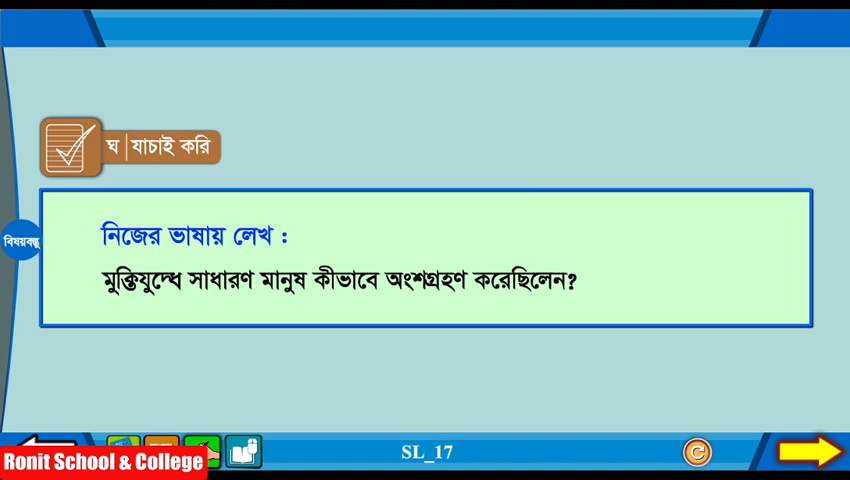 ঘ | যাচাই করি
নিজের ভাষায় লেখ :
বিষয়বস্তু
মুক্তিযুদ্ধে সাধারণ মানুষ কীভাবে অংশগ্রহণ করেছিলেন?
SL_17
Ronit School & College